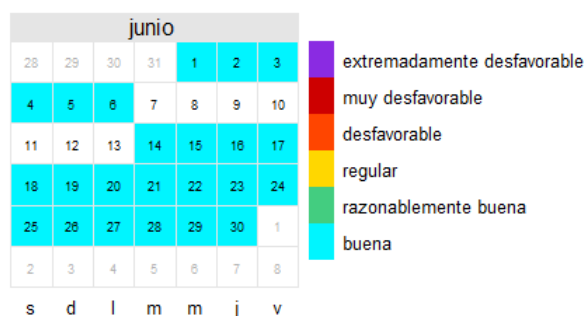 junio
28 29 30 31 1 2 3
4 5 6 7 8 9 10
11 12 13 14 15 16 17
18 19 20 21 22 23 24
25 26 27 28 29 30 1
2 3 4 5 6 7 8
s d l m m j v
extremadamente desfavorable
muy desfavorable
desfavorable
regular
razonablemente buena
buena